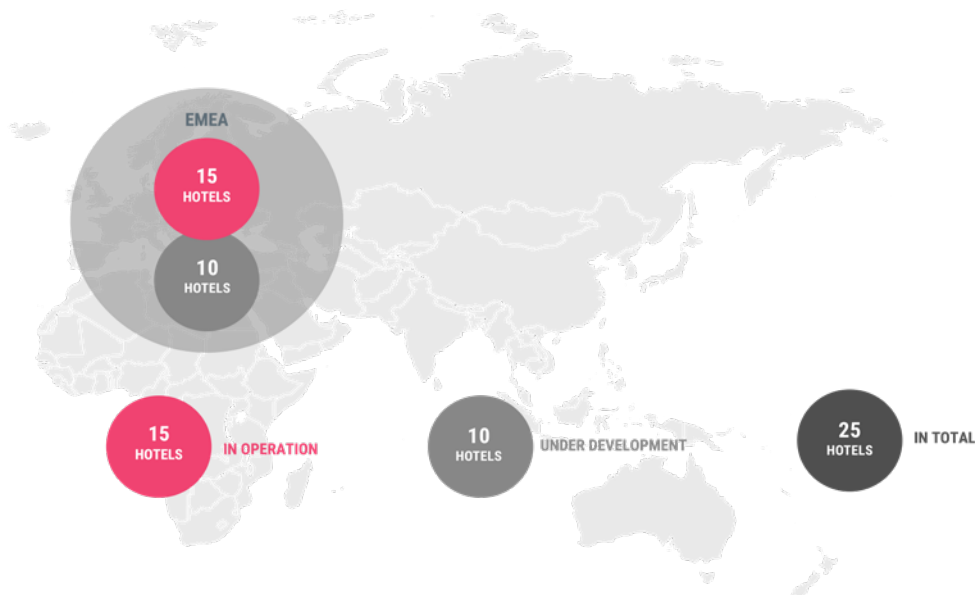 EMEA
15
HOTELS
10
HOTELS
15
HOTELS
IN OPERATION
10
HOTELS
UNDER DEVELOPMENT
25
HOTELS
IN TOTAL